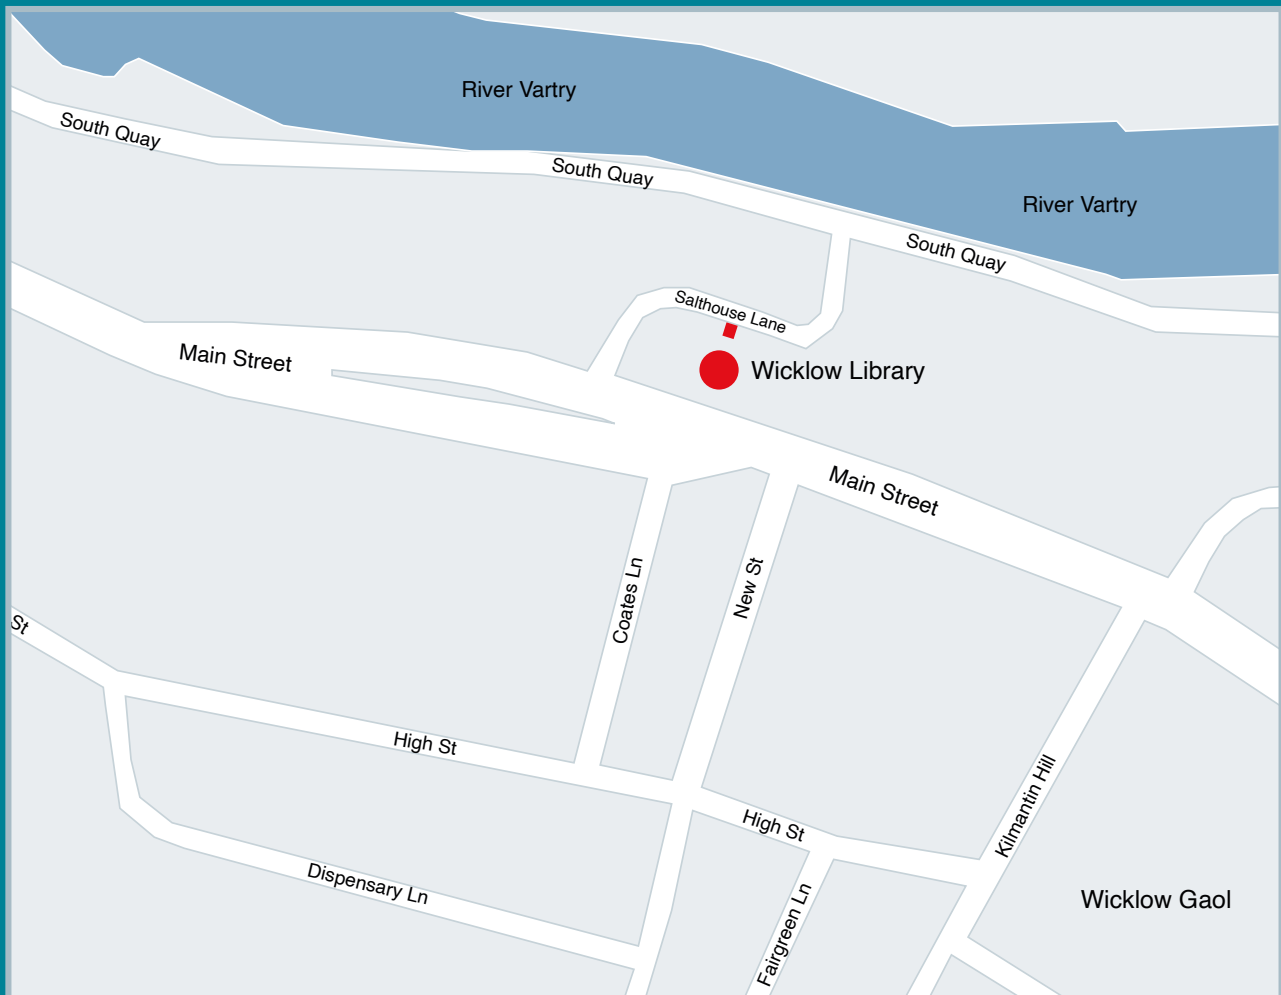 River Vartry
South Quay
South Quay
River Vartry
South Quay
Salthouse Lane
Main Street
Wicklow Library
Main Street
Coates Ln
New St
St
High St
Kilmantin Hill
High St
Dispensary Ln
Fairgreen Ln
Wicklow Gaol